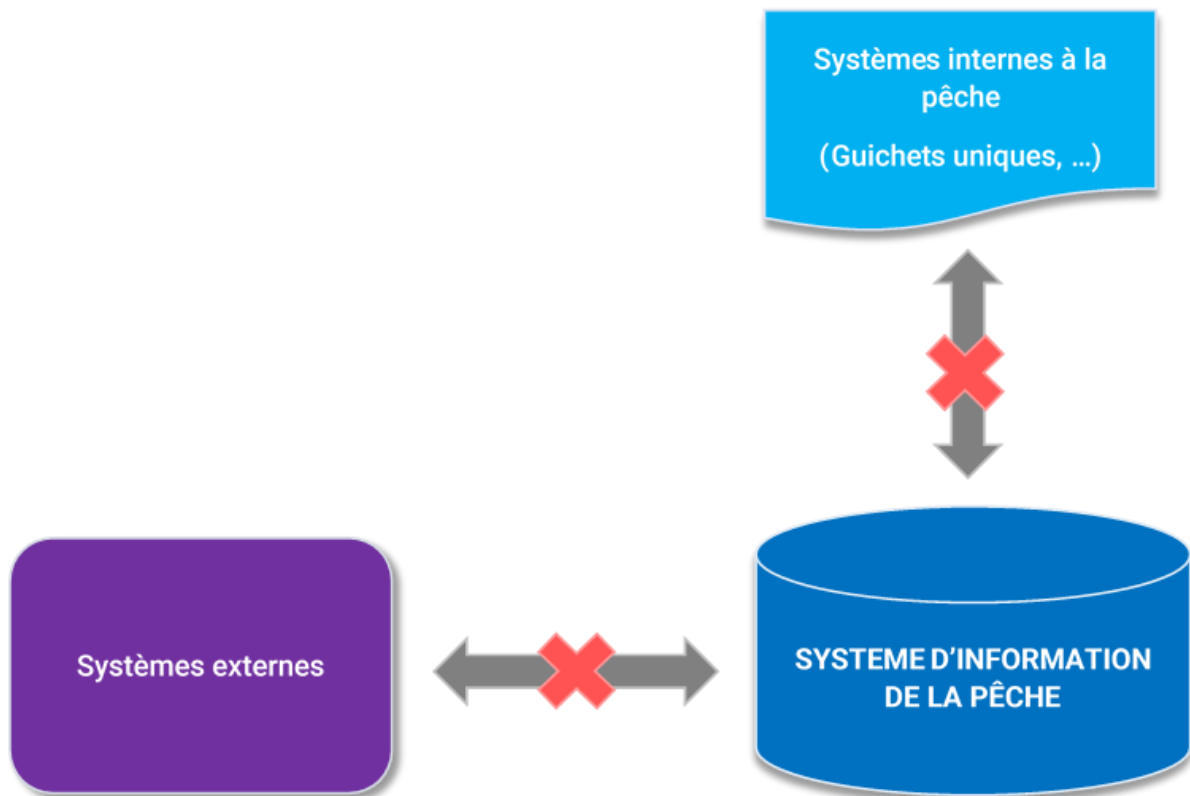 Systèmes internes à la
pêche
(Guichets uniques, ...)
Systèmes externes
SYSTEME D'INFORMATION
DE LA PÊCHE